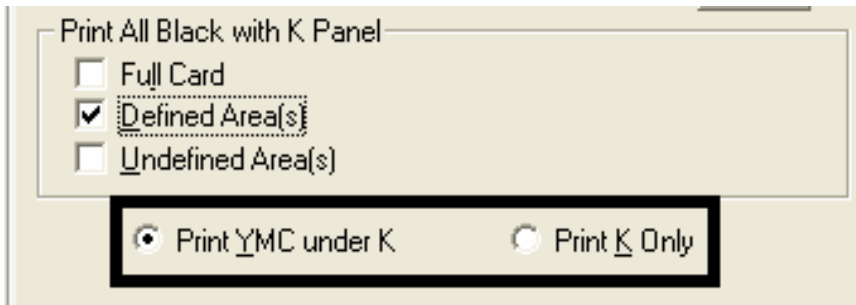 Print All Black with K Panel
Full Card
Defined Area(s)
Undefined Area(s)
Print YMC under K Print K Only